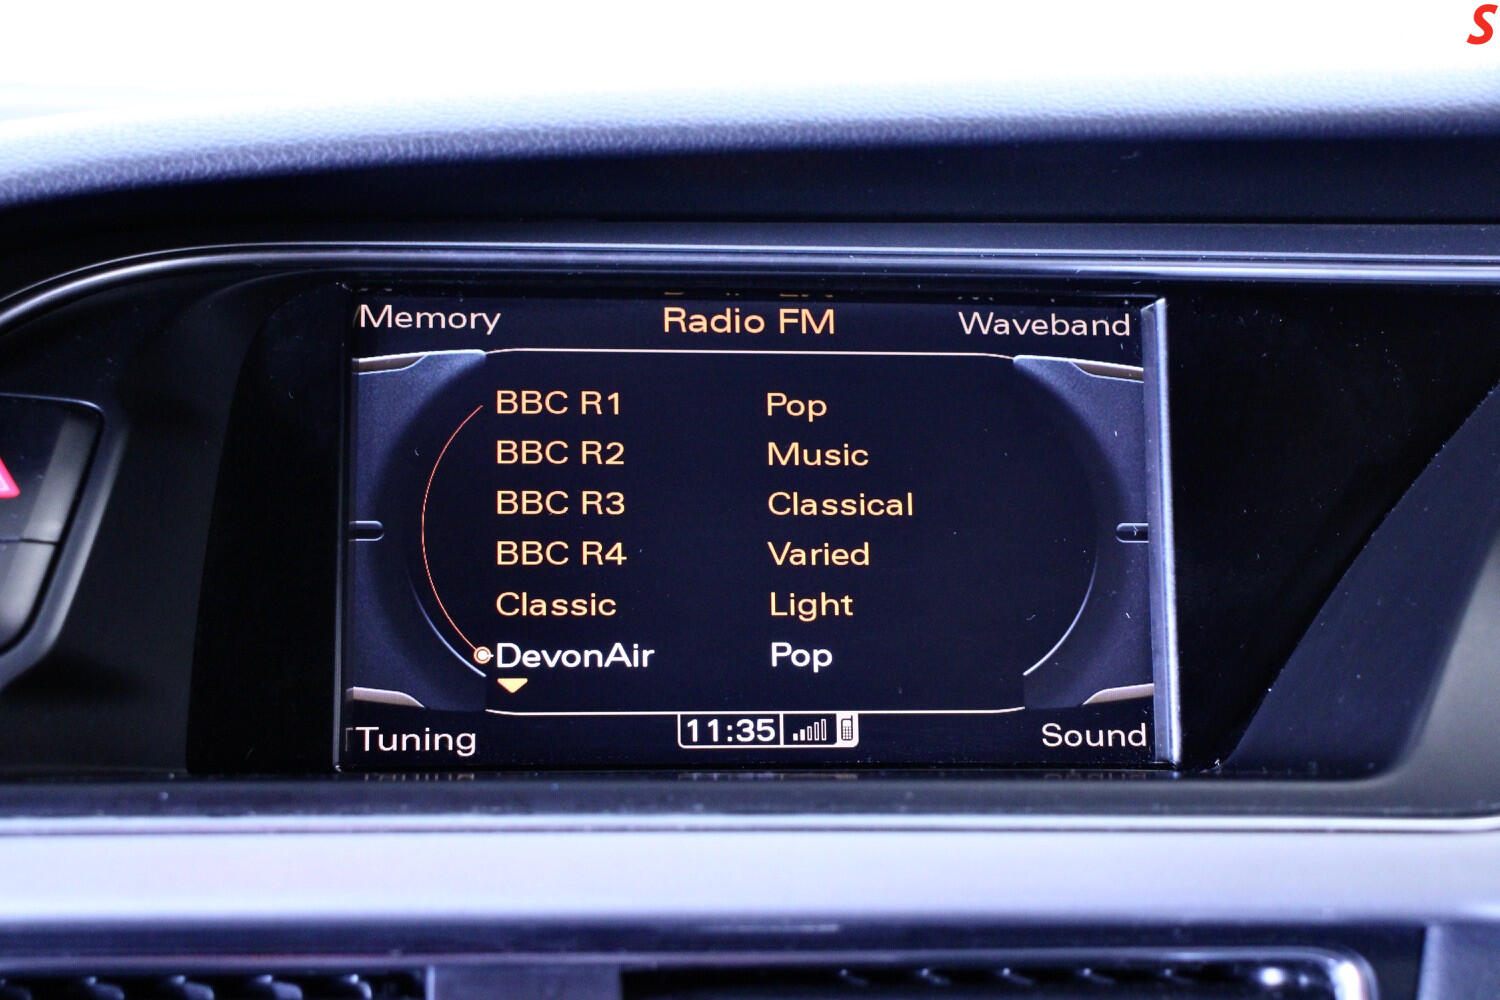 S
Memory Radio FM Waveband
BBC R1 Pop
BBC R2 Music
BBC R3 Classical
BBC R4 Varied
Classic Light
DevonAir Pop
Tuning 11:35 Sound